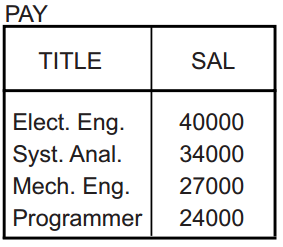 PAY
TITLE SAL
Elect. Eng. 40000
Syst. Anal. 34000
Mech. Eng. 27000
Programmer 24000